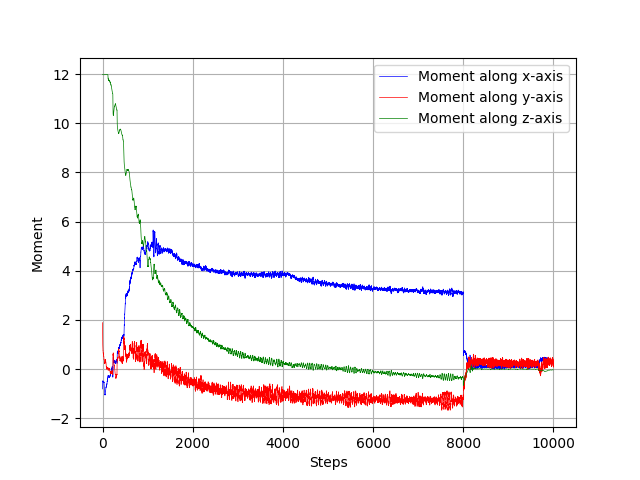 Moment along x-axis
Moment along y-axis
Moment along z-axis
12
10
8
6
4
2
0
−2
Moment
0
2000
4000
6000
8000
10000
Steps